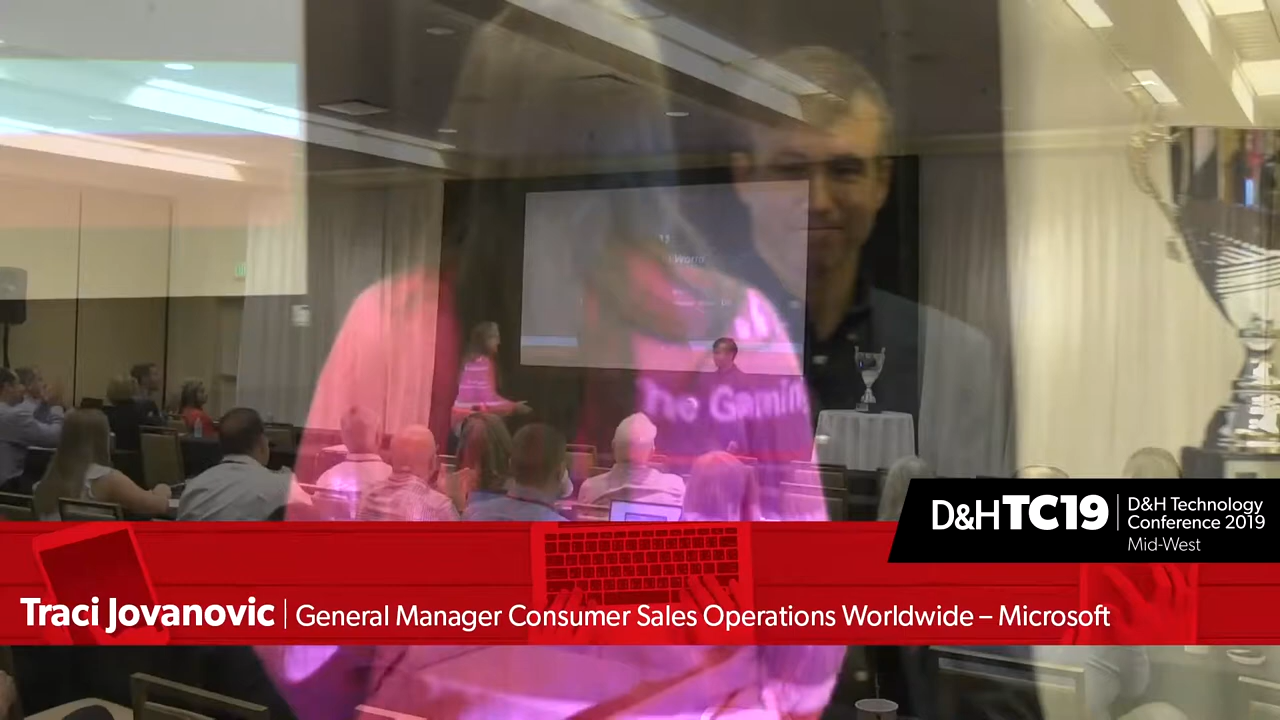 The Gamin
D&HTC19
D&H Technology
Conference 2019
Mid-West
Traci Jovanovic | General Manager Consumer Sales Operations Worldwide – Microsoft